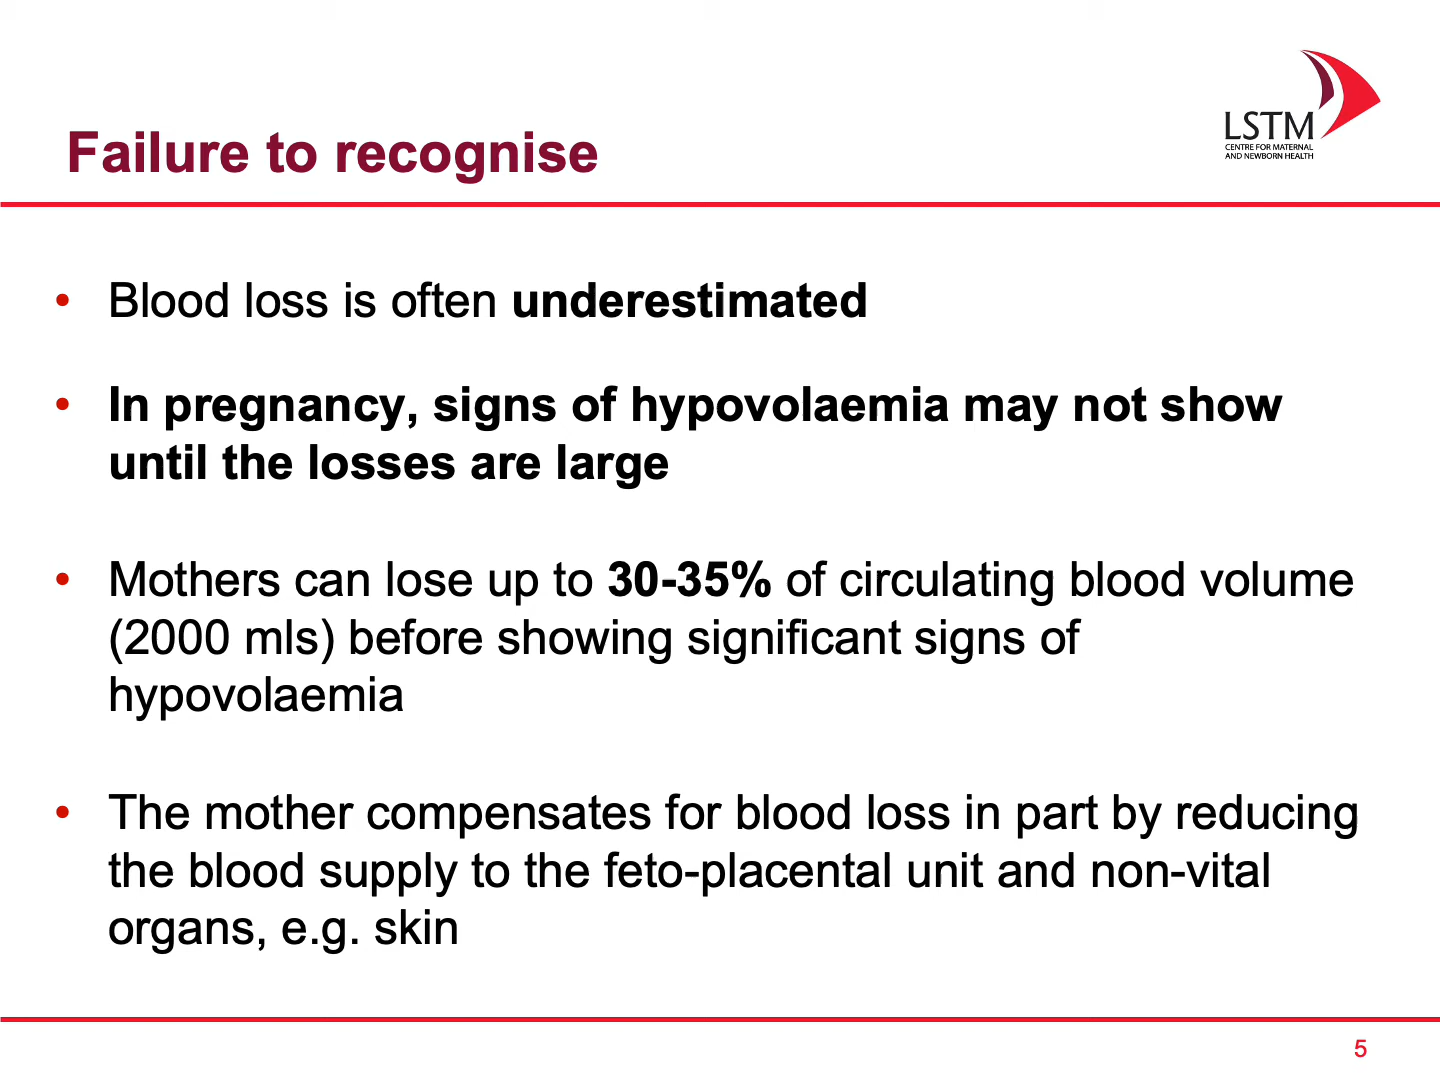 LSTM
CENTRE FOR MATERNAL
AND NEWBORN HEALTH
Failure to recognise
• Blood loss is often underestimated
• In pregnancy, signs of hypovolaemia may not show
until the losses are large
• Mothers can lose up to 30-35% of circulating blood volume
(2000 mls) before showing significant signs of
hypovolaemia
• The mother compensates for blood loss in part by reducing
the blood supply to the feto-placental unit and non-vital
organs, e.g. skin
5